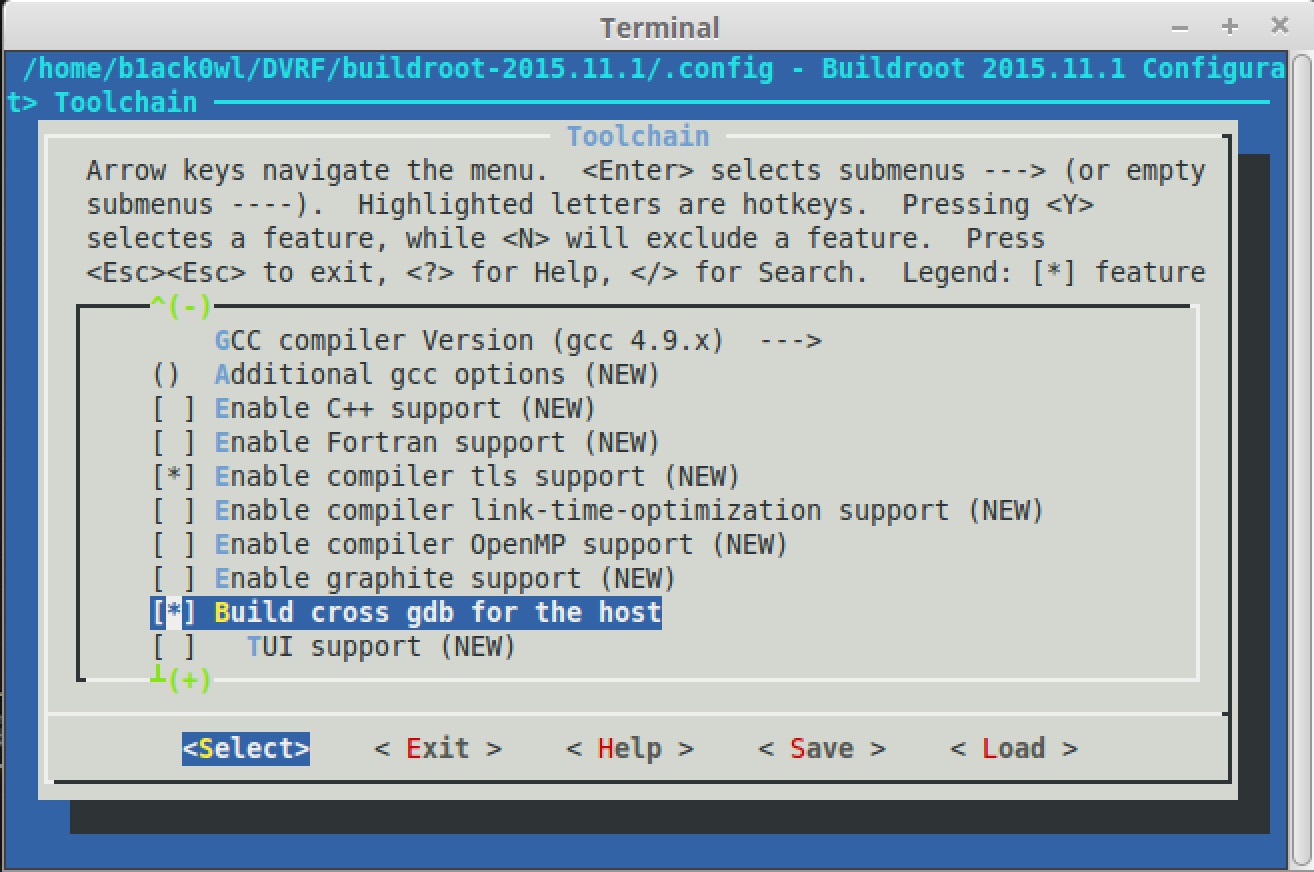 Terminal
/home/b1ack0wl/DVRF/buildroot-2015.11.1/.config - Buildroot 2015.11.1 Configura
t> Toolchain
Toolchain
Arrow keys navigate the menu.  <Enter> selects submenus ---> (or empty
submenus ----).  Highlighted letters are hotkeys.  Pressing <Y>
selectes a feature, while <N> will exclude a feature.  Press
<Esc><Esc> to exit, <?> for Help, </> for Search.  Legend: [*] feature
^(-)
GCC compiler Version (gcc 4.9.x)  --->
()  Additional gcc options (NEW)
[ ] Enable C++ support (NEW)
[ ] Enable Fortran support (NEW)
[*] Enable compiler tls support (NEW)
[ ] Enable compiler link-time-optimization support (NEW)
[ ] Enable compiler OpenMP support (NEW)
[ ] Enable graphite support (NEW)
[*] Build cross gdb for the host
[ ]   TUI support (NEW)
┴(+)
<Select>    < Exit >    < Help >    < Save >    < Load >